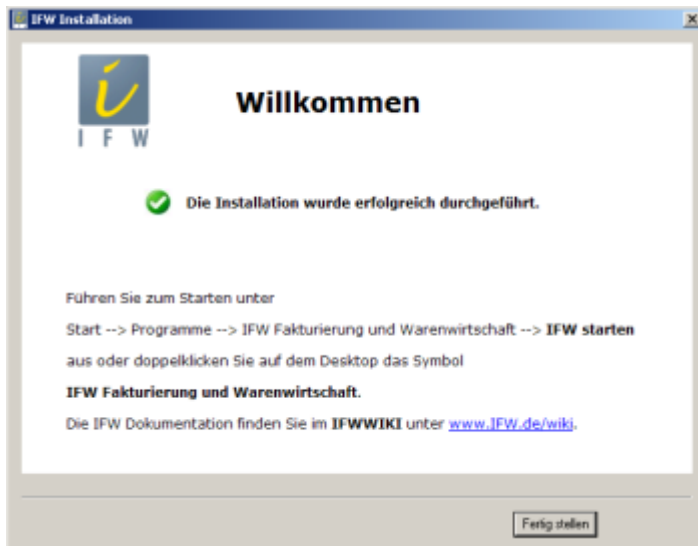 IFW Installation
i
IFW
Willkommen
Die Installation wurde erfolgreich durchgeführt.
Führen Sie zum Starten unter
Start --> Programme --> IFW Fakturierung und Warenwirtschaft --> IFW starten
aus oder doppelklicken Sie auf dem Desktop das Symbol
IFW Fakturierung und Warenwirtschaft.
Die IFW Dokumentation finden Sie im IFWWIKI unter www.IFW.de/wiki.
Fertig stellen